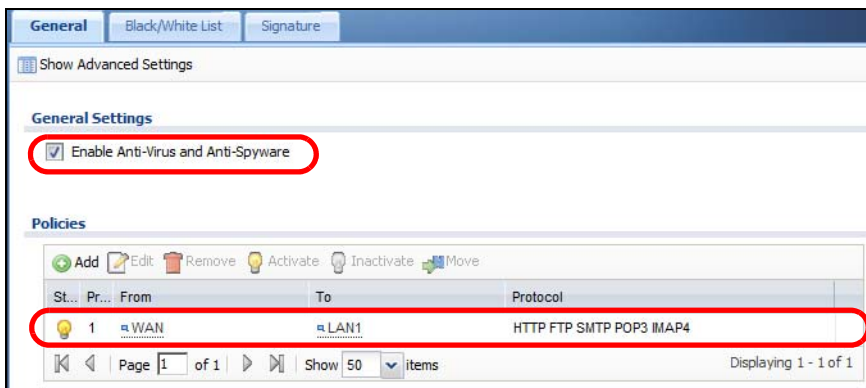 General Black/White List Signature
Show Advanced Settings
General Settings
Enable Anti-Virus and Anti-Spyware
Policies
Add Edit Remove Activate Inactivate Move
St... Pr... From To Protocol
1 WAN LAN1 HTTP FTP SMTP POP3 IMAP4
Page 1 of 1 Show 50 items Displaying 1 - 1 of 1